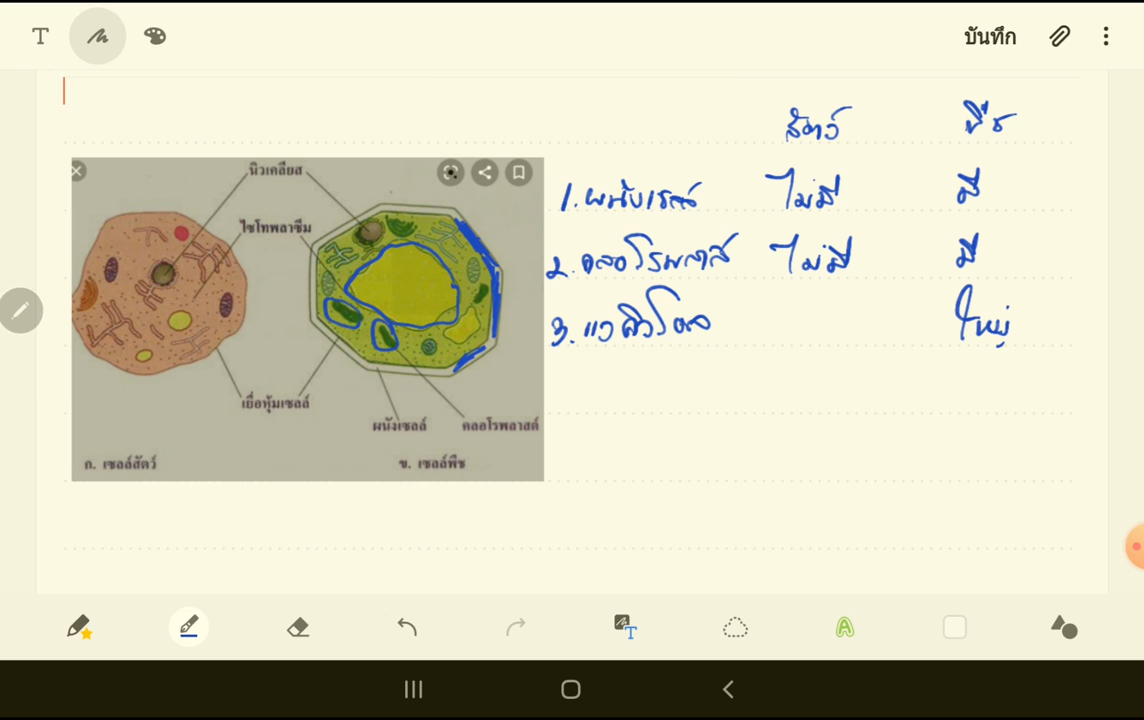 T บันทึก
สัตว์ พืช
นิวเคลียส
1. ผนังเซลล์ ไม่มี มี
ไซโทพลาซึม
2. คลอโรพลาส ไม่มี มี
3. แวคิวโอล ใหญ่
เยื่อหุ้มเซลล์
ผนังเซลล์ คลอโรพลาสต์
ก. เซลล์สัตว์ ข. เซลล์พืช
T
A